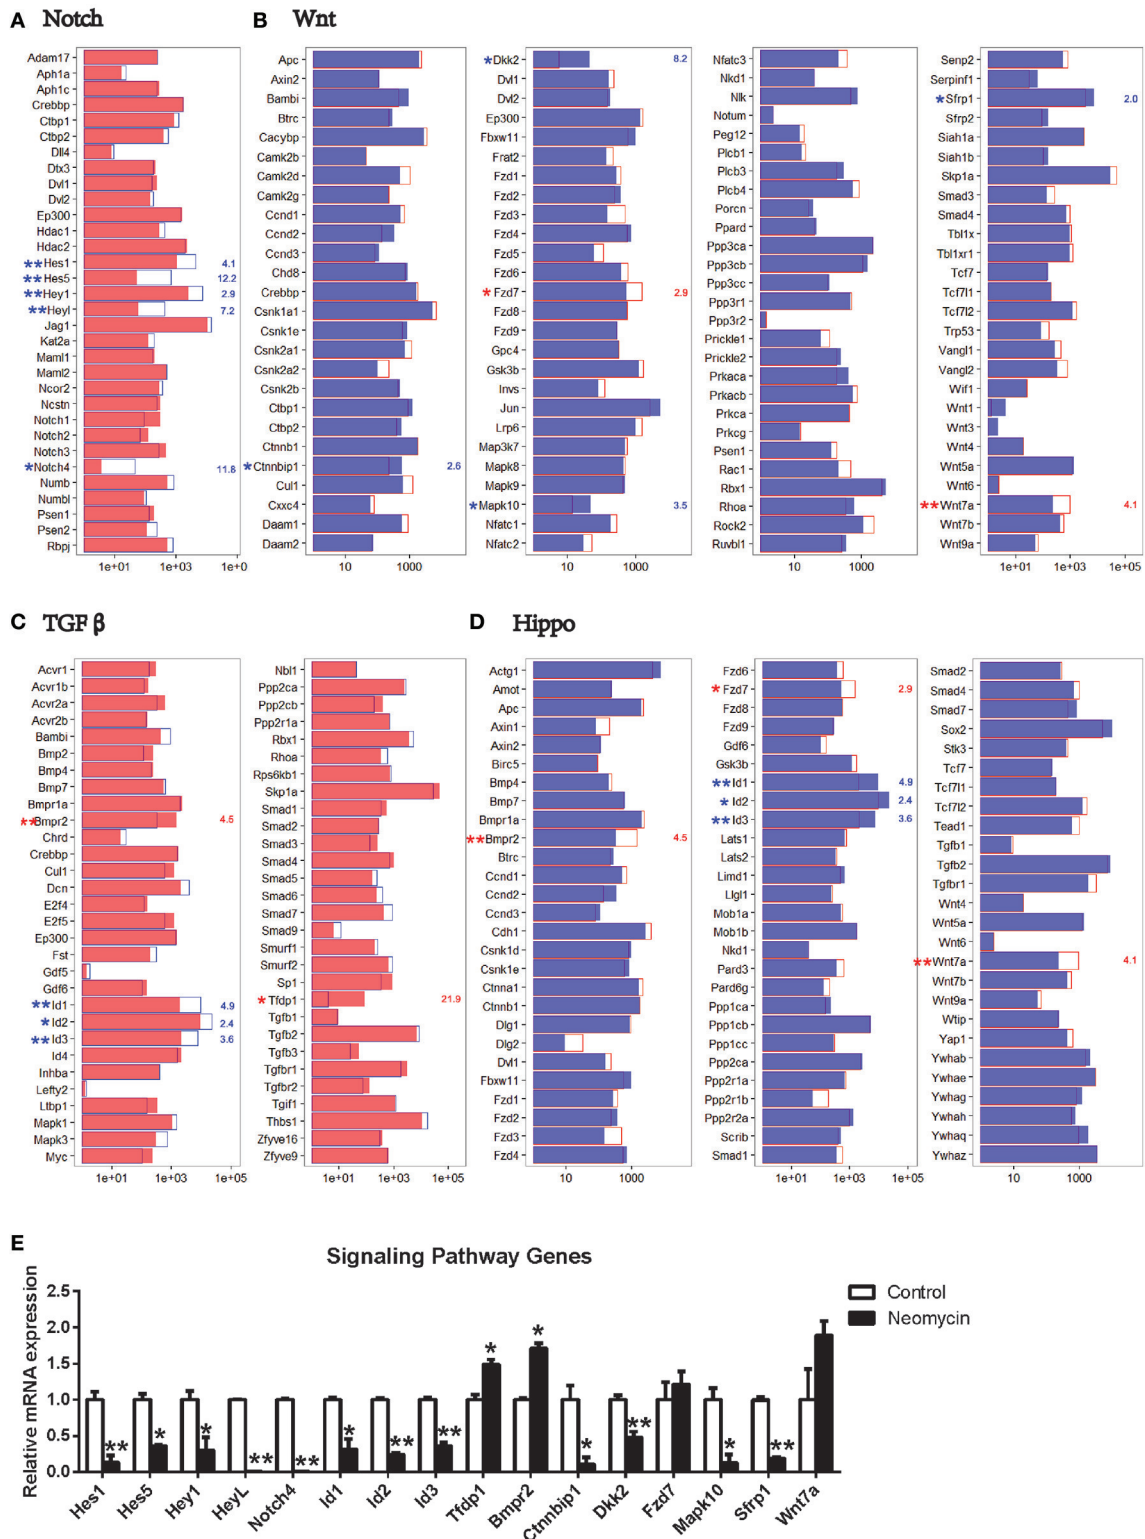 A Notch
Adam17
Aph1a
Aph1c
Crebbp
Ctbp1
Ctbp2
Dll4
Dtx3
Dvl1
Dvl2
Ep300
Hdac1
Hdac2
**Hes1 4.1
**Hes5 12.2
**Hey1 2.9
**Heyl 7.2
Jag1
Kat2a
Maml1
Maml2
Ncor2
Ncstn
Notch1
Notch2
Notch3
*Notch4 11.8
Numb
Numbl
Psen1
Psen2
Rbpj
1e+01 1e+03 1e+0
B Wnt
Apc
Axin2
Bambi
Btrc
Cacybp
Camk2b
Camk2d
Camk2g
Ccnd1
Ccnd2
Ccnd3
Chd8
Crebbp
Csnk1a1
Csnk1e
Csnk2a1
Csnk2a2
Csnk2b
Ctbp1
Ctbp2
Ctnnb1
*Ctnnbip1 2.6
Cul1
Cxxc4
Daam1
Daam2
10 1000
*Dkk2 8.2
Dvl1
Dvl2
Ep300
Fbxw11
Frat2
Fzd1
Fzd2
Fzd3
Fzd4
Fzd5
Fzd6
*Fzd7 2.9
Fzd8
Fzd9
Gpc4
Gsk3b
Invs
Jun
Lrp6
Map3k7
Mapk8
Mapk9
*Mapk10 3.5
Nfatc1
Nfatc2
10 1000
Nfatc3
Nkd1
Nlk
Notum
Peg12
Plcb1
Plcb3
Plcb4
Porcn
Ppard
Ppp3ca
Ppp3cb
Ppp3cc
Ppp3r1
Ppp3r2
Prickle1
Prickle2
Prkaca
Prkacb
Prkca
Prkcg
Psen1
Rac1
Rbx1
Rhoa
Rock2
Ruvbl1
10 1000
Senp2
Serpinf1
*Sfrp1 2.0
Sfrp2
Siah1a
Siah1b
Skp1a
Smad3
Smad4
Tbl1x
Tbl1xr1
Tcf7
Tcf7l1
Tcf7l2
Trp53
Vangl1
Vangl2
Wif1
Wnt1
Wnt3
Wnt4
Wnt5a
Wnt6
**Wnt7a 4.1
Wnt7b
Wnt9a
1e+01 1e+03 1e+05
C TGF β
Acvr1
Acvr1b
Acvr2a
Acvr2b
Bambi
Bmp2
Bmp4
Bmp7
Bmpr1a
**Bmpr2 4.5
Chrd
Crebbp
Cul1
Dcn
E2f4
E2f5
Ep300
Fst
Gdf5
Gdf6
**Id1 4.9
*Id2 2.4
**Id3 3.6
Id4
Inhba
Lefty2
Ltbp1
Mapk1
Mapk3
Myc
1e+01 1e+03 1e+05
Nbl1
Ppp2ca
Ppp2cb
Ppp2r1a
Rbx1
Rhoa
Rps6kb1
Skp1a
Smad1
Smad2
Smad3
Smad4
Smad5
Smad6
Smad7
Smad9
Smurf1
Smurf2
Sp1
*Tfdp1 21.9
Tgfb1
Tgfb2
Tgfb3
Tgfbr1
Tgfbr2
Tgif1
Thbs1
Zfyve16
Zfyve9
1e+01 1e+03 1e+05
D Hippo
Actg1
Amot
Apc
Axin1
Axin2
Birc5
Bmp4
Bmp7
Bmpr1a
**Bmpr2 4.5
Btrc
Ccnd1
Ccnd2
Ccnd3
Cdh1
Csnk1d
Csnk1e
Ctnna1
Ctnnb1
Dlg1
Dlg2
Dvl1
Fbxw11
Fzd1
Fzd2
Fzd3
Fzd4
10 1000
Fzd6
*Fzd7 2.9
Fzd8
Fzd9
Gdf6
Gsk3b
**Id1 4.9
*Id2 2.4
**Id3 3.6
Lats1
Lats2
Limd1
Llgl1
Mob1a
Mob1b
Nkd1
Pard3
Pard6g
Ppp1ca
Ppp1cb
Ppp1cc
Ppp2ca
Ppp2r1a
Ppp2r1b
Ppp2r2a
Scrib
Smad1
1e+01 1e+03 1e+05
Smad2
Smad4
Smad7
Sox2
Stk3
Tcf7
Tcf7l1
Tcf7l2
Tead1
Tgfb1
Tgfb2
Tgfbr1
Wnt4
Wnt5a
Wnt6
**Wnt7a 4.1
Wnt7b
Wnt9a
Wtip
Yap1
Ywhab
Ywhae
Ywhag
Ywhah
Ywhaq
Ywhaz
10 1000
E
Signaling Pathway Genes
Relative mRNA expression
2.5
2.0
1.5
1.0
0.5
0.0
** * * ** ** * ** ** * * * ** * **
Control
Neomycin
Hes1 Hes5 Hey1 HeyL Notch4 Id1 Id2 Id3 Tfdp1 Bmpr2 Ctnnbip1 Dkk2 Fzd7 Mapk10 Sfrp1 Wnt7a